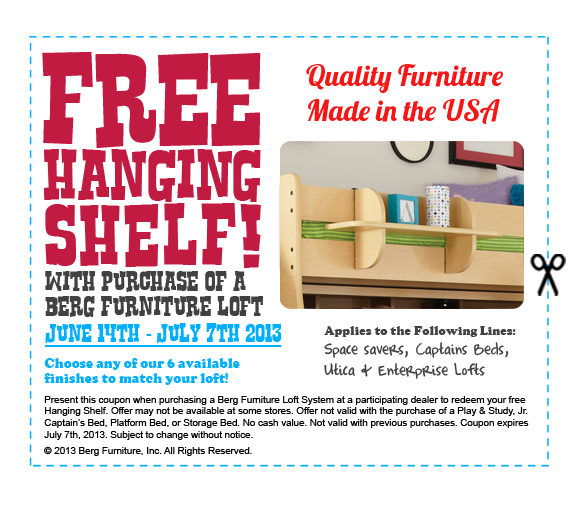 FREE
HANGING
SHELF!
WITH PURCHASE OF A
BERG FURNITURE LOFT
JUNE 14TH - JULY 7TH 2013
Choose any of our 6 available
finishes to match your loft!
Quality Furniture
Made in the USA
Applies to the Following Lines:
Space savers, Captains Beds,
Utica & Enterprise Lofts
Present this coupon when purchasing a Berg Furniture Loft System at a participating dealer to redeem your free
Hanging Shelf. Offer may not be available at some stores. Offer not valid with the purchase of a Play & Study, Jr.
Captain's Bed, Platform Bed, or Storage Bed. No cash value. Not valid with previous purchases. Coupon expires
July 7th, 2013. Subject to change without notice.
© 2013 Berg Furniture, Inc. All Rights Reserved.